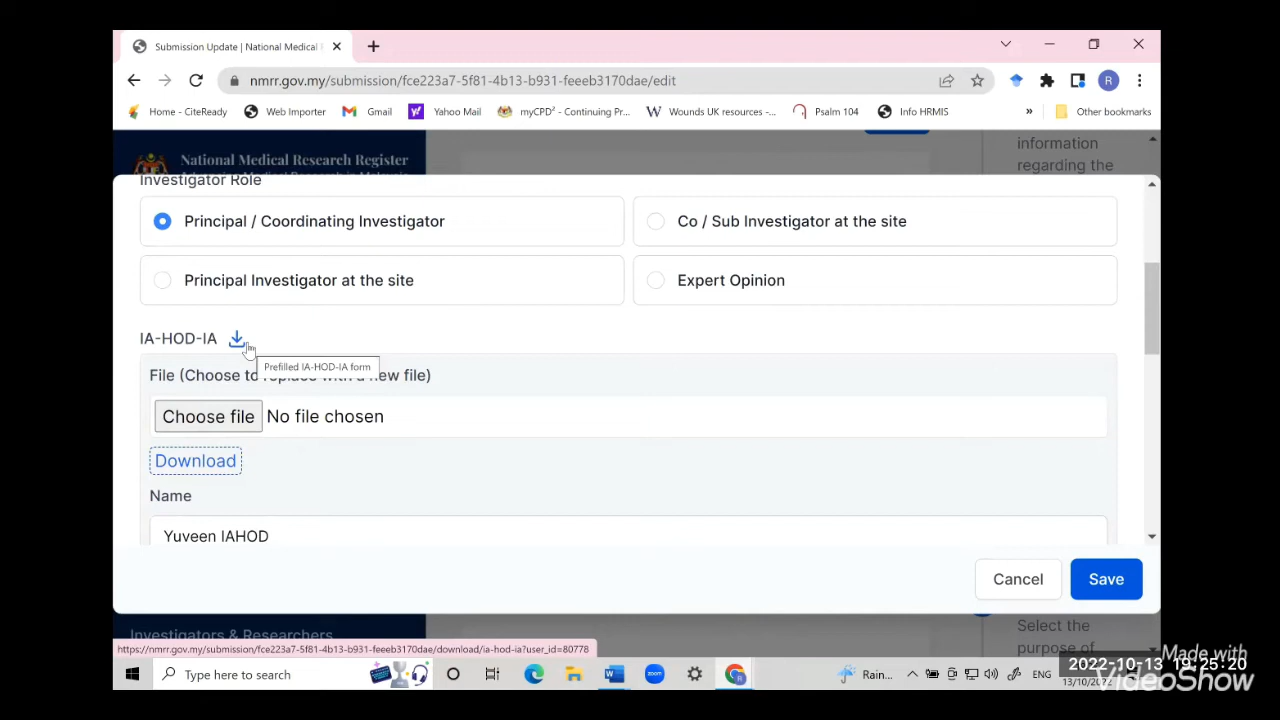 Submission Update | National Medical
nmrr.gov.my/submission/fce223a7-5f81-4b13-b931-feeeb3170dae/edit
R
Home - CiteReady
Web Importer
Gmail
Yahoo Mail
myCPD² - Continuing Pr...
W
Wounds UK resources -...
Psalm 104
Info HRMIS
»
Other bookmarks
National Medical Research Register
information
regarding the
Investigator Role
Principal / Coordinating Investigator
Co / Sub Investigator at the site
Principal Investigator at the site
Expert Opinion
IA-HOD-IA
Prefilled IA-HOD-IA form
File (Choose to replace with a new file)
Choose file No file chosen
Download
Name
Yuveen IAHOD
Cancel
Save
Investigators & Researchers
Select the
purpose of
https://nmrr.gov.my/submission/fce223a7-5f81-4b13-b931-feeeb3170dae/download/ia-hod-ia?user_id=80778
Type here to search
zoom
Rain...
ENG
13/10/2022
Made with
VideoShow
2022-10-13 19:25:20